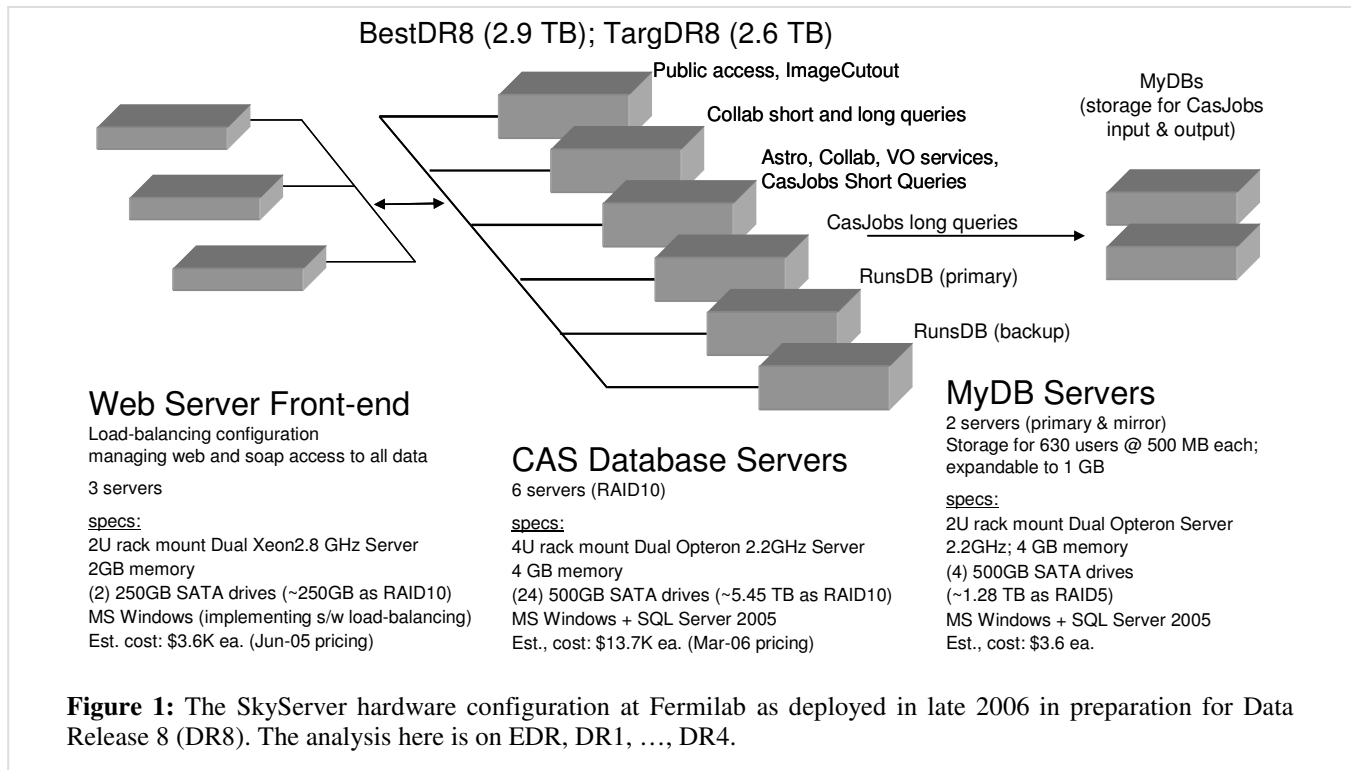 BestDR8 (2.9 TB); TargDR8 (2.6 TB)
Public access, ImageCutout
Collab short and long queries
Astro, Collab, VO services,
CasJobs Short Queries
CasJobs long queries
RunsDB (primary)
RunsDB (backup)
MyDBs
(storage for CasJobs
input & output)
Web Server Front-end
Load-balancing configuration
managing web and soap access to all data
3 servers
specs:
2U rack mount Dual Xeon2.8 GHz Server
2GB memory
(2) 250GB SATA drives (~250GB as RAID10)
MS Windows (implementing s/w load-balancing)
Est. cost: $3.6K ea. (Jun-05 pricing)
CAS Database Servers
6 servers (RAID10)
specs:
4U rack mount Dual Opteron 2.2GHz Server
4 GB memory
(24) 500GB SATA drives (~5.45 TB as RAID10)
MS Windows + SQL Server 2005
Est., cost: $13.7K ea. (Mar-06 pricing)
MyDB Servers
2 servers (primary & mirror)
Storage for 630 users @ 500 MB each;
expandable to 1 GB
specs:
2U rack mount Dual Opteron Server
2.2GHz; 4 GB memory
(4) 500GB SATA drives
(~1.28 TB as RAID5)
MS Windows + SQL Server 2005
Est., cost: $3.6 ea.
Figure 1: The SkyServer hardware configuration at Fermilab as deployed in late 2006 in preparation for Data
Release 8 (DR8). The analysis here is on EDR, DR1, …, DR4.